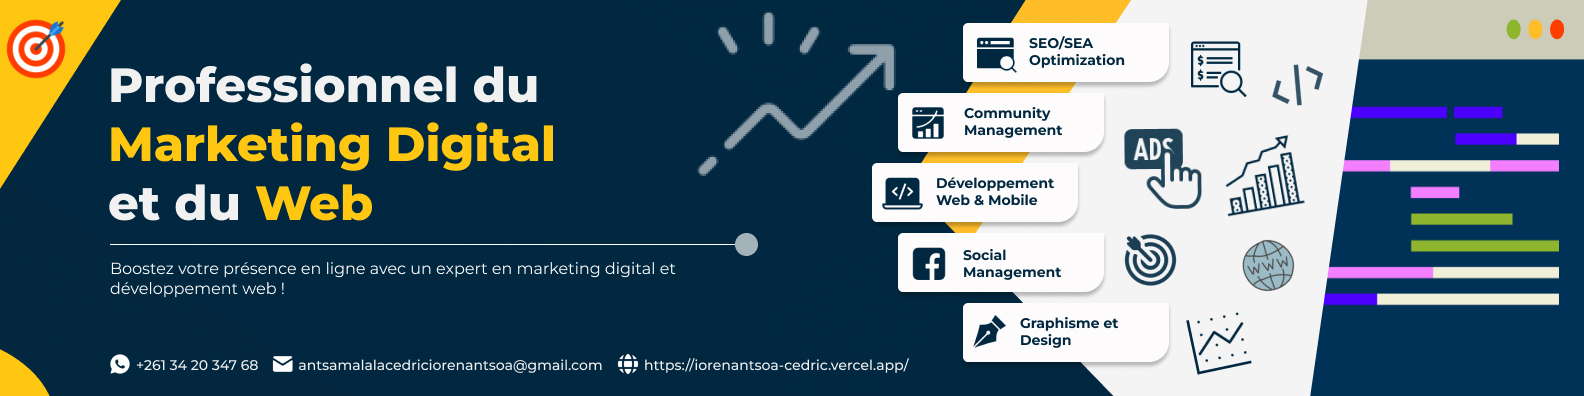 Professionnel du
Marketing Digital
et du Web
Boostez votre présence en ligne avec un expert en marketing digital et
développement web !
+261 34 20 347 68
antsamalalacedriciorenantsoa@gmail.com
https://iorenantsoa-cedric.vercel.app/
SEO/SEA
Optimization
Community
Management
Développement
Web & Mobile
Social
Management
Graphisme et
Design
$
$
</>
</>
ADS
WWW